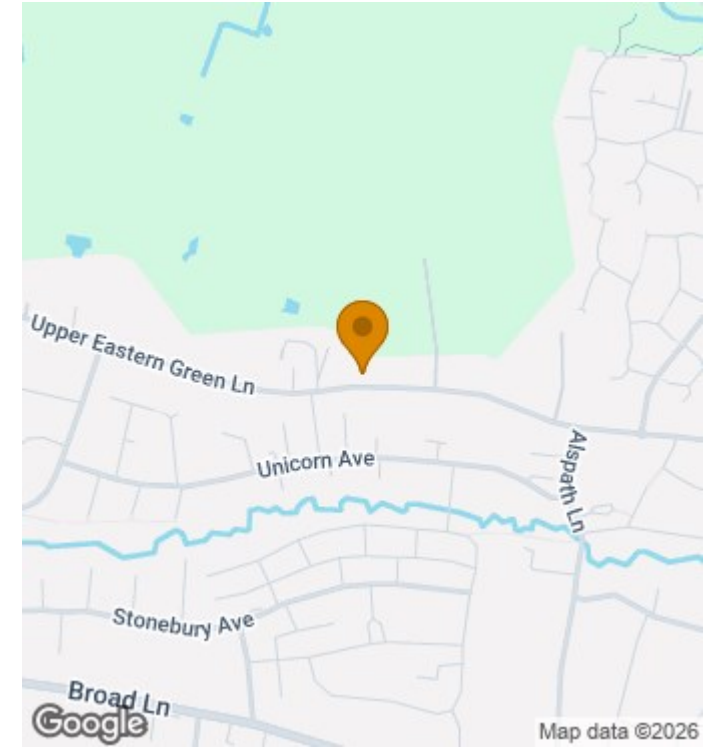 Upper Eastern Green Ln
Unicorn Ave
Alspath Ln
Stonebury Ave
Broad Ln
Google
Map data ©2026